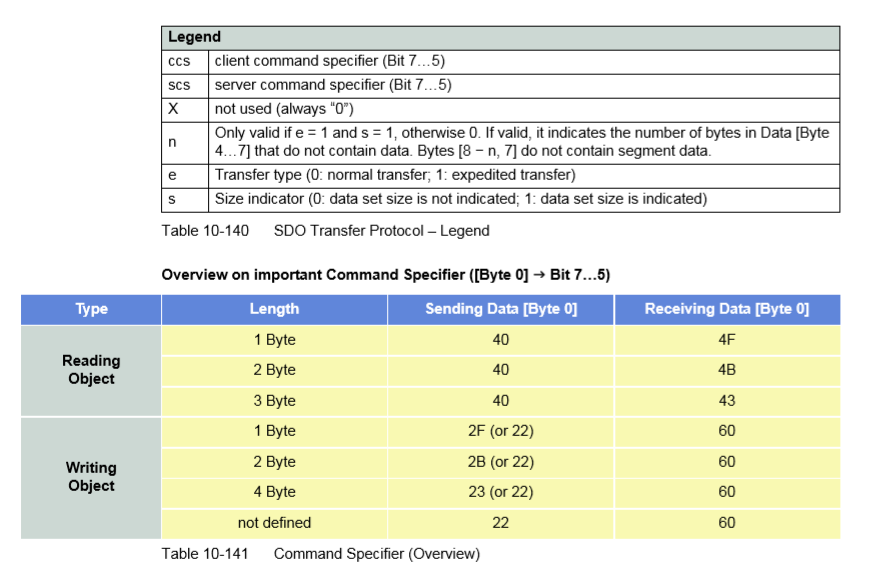 Legend
ccs client command specifier (Bit 7…5)
scs server command specifier (Bit 7…5)
X not used (always “0”)
n Only valid if e = 1 and s = 1, otherwise 0. If valid, it indicates the number of bytes in Data [Byte
4…7] that do not contain data. Bytes [8 − n, 7] do not contain segment data.
e Transfer type (0: normal transfer; 1: expedited transfer)
s Size indicator (0: data set size is not indicated; 1: data set size is indicated)
Table 10-140 SDO Transfer Protocol – Legend
Overview on important Command Specifier ([Byte 0] → Bit 7…5)
Type Length Sending Data [Byte 0] Receiving Data [Byte 0]
Reading
Object
1 Byte 40 4F
2 Byte 40 4B
3 Byte 40 43
Writing
Object
1 Byte 2F (or 22) 60
2 Byte 2B (or 22) 60
4 Byte 23 (or 22) 60
not defined 22 60
Table 10-141 Command Specifier (Overview)